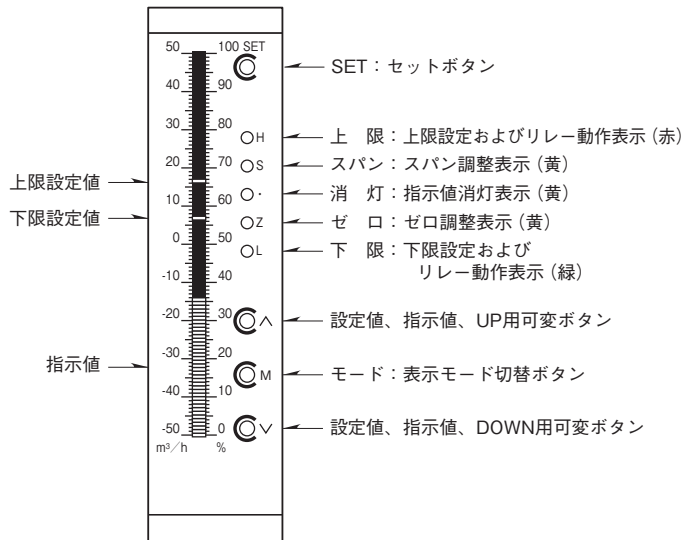 50 100 SET
40 90
30 80
20 70
10 60
0 50
-10 40
-20 30
-30 20
-40 10
-50 0
m³/h %
H
S
・
Z
L
∧
M
∨
上限設定値
下限設定値
指示値
SET：セットボタン
上　限：上限設定およびリレー動作表示（赤）
スパン：スパン調整表示（黄）
消　灯：指示値消灯表示（黄）
ゼ　ロ：ゼロ調整表示（黄）
下　限：下限設定および
リレー動作表示（緑）
設定値、指示値、UP用可変ボタン
モード：表示モード切替ボタン
設定値、指示値、DOWN用可変ボタン